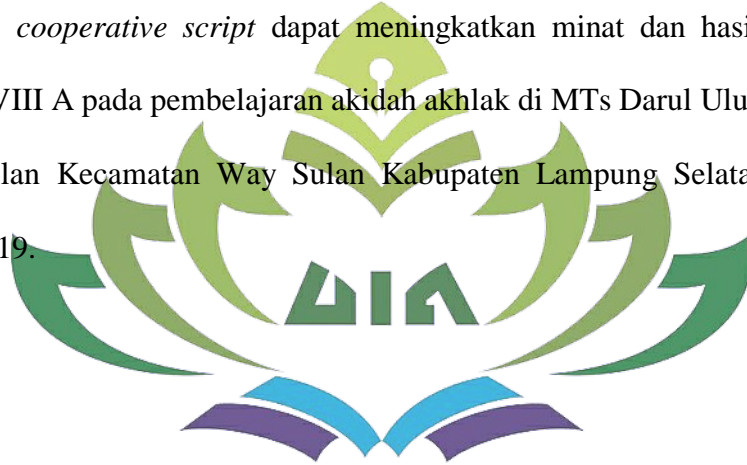 cooperative script dapat meningkatkan minat dan hasi
VIII A pada pembelajaran akidah akhlak di MTs Darul Ulu
lan Kecamatan Way Sulan Kabupaten Lampung Selata
19.
UIN